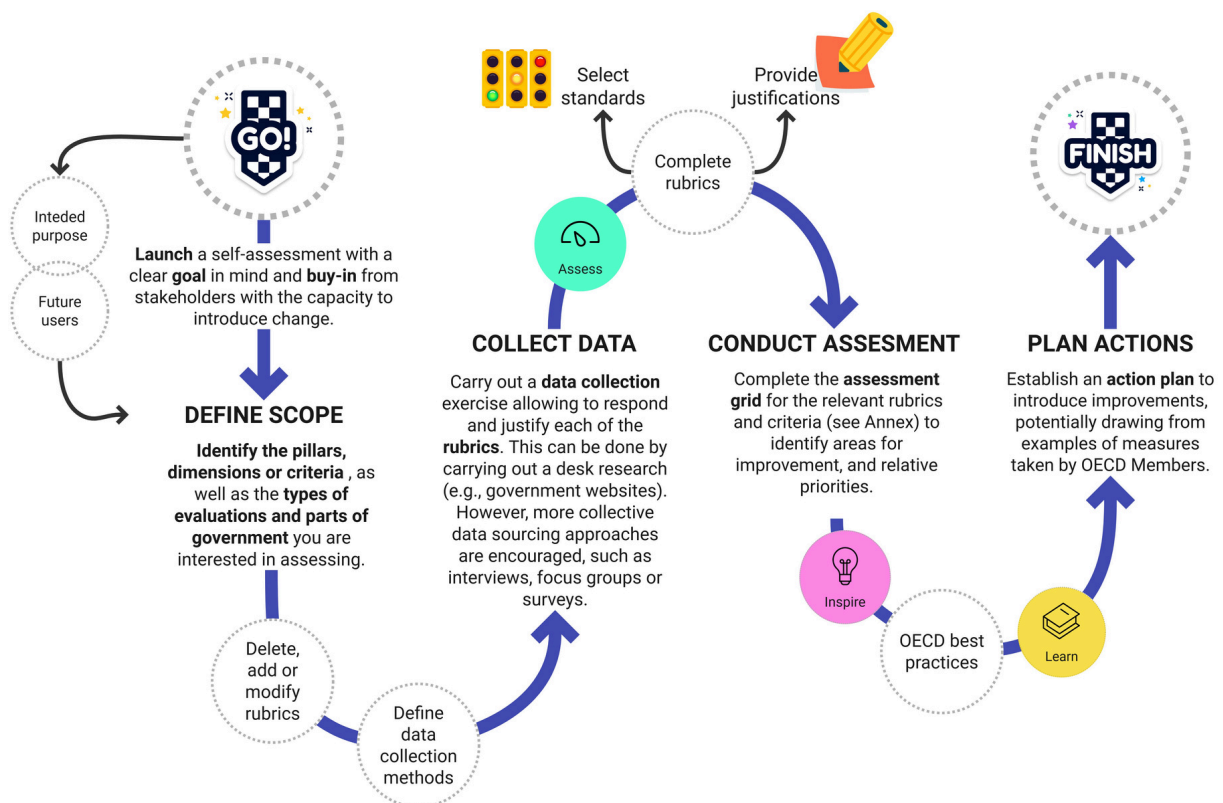 GO!
Inteded
purpose
Future
users
Launch a self-assessment with a
clear goal in mind and buy-in from
stakeholders with the capacity to
introduce change.
DEFINE SCOPE
Identify the pillars,
dimensions or criteria , as
well as the types of
evaluations and parts of
government you are
interested in assessing.
Delete,
add or
modify
rubrics
Define
data
collection
methods
COLLECT DATA
Carry out a data collection
exercise allowing to respond
and justify each of the
rubrics. This can be done by
carrying out a desk research
(e.g., government websites).
However, more collective
data sourcing approaches
are encouraged, such as
interviews, focus groups or
surveys.
Assess
Select
standards
Complete
rubrics
Provide
justifications
CONDUCT ASSESMENT
Complete the assessment
grid for the relevant rubrics
and criteria (see Annex) to
identify areas for
improvement, and relative
priorities.
Inspire
OECD best
practices
Learn
PLAN ACTIONS
Establish an action plan to
introduce improvements,
potentially drawing from
examples of measures
taken by OECD Members.
FINISH